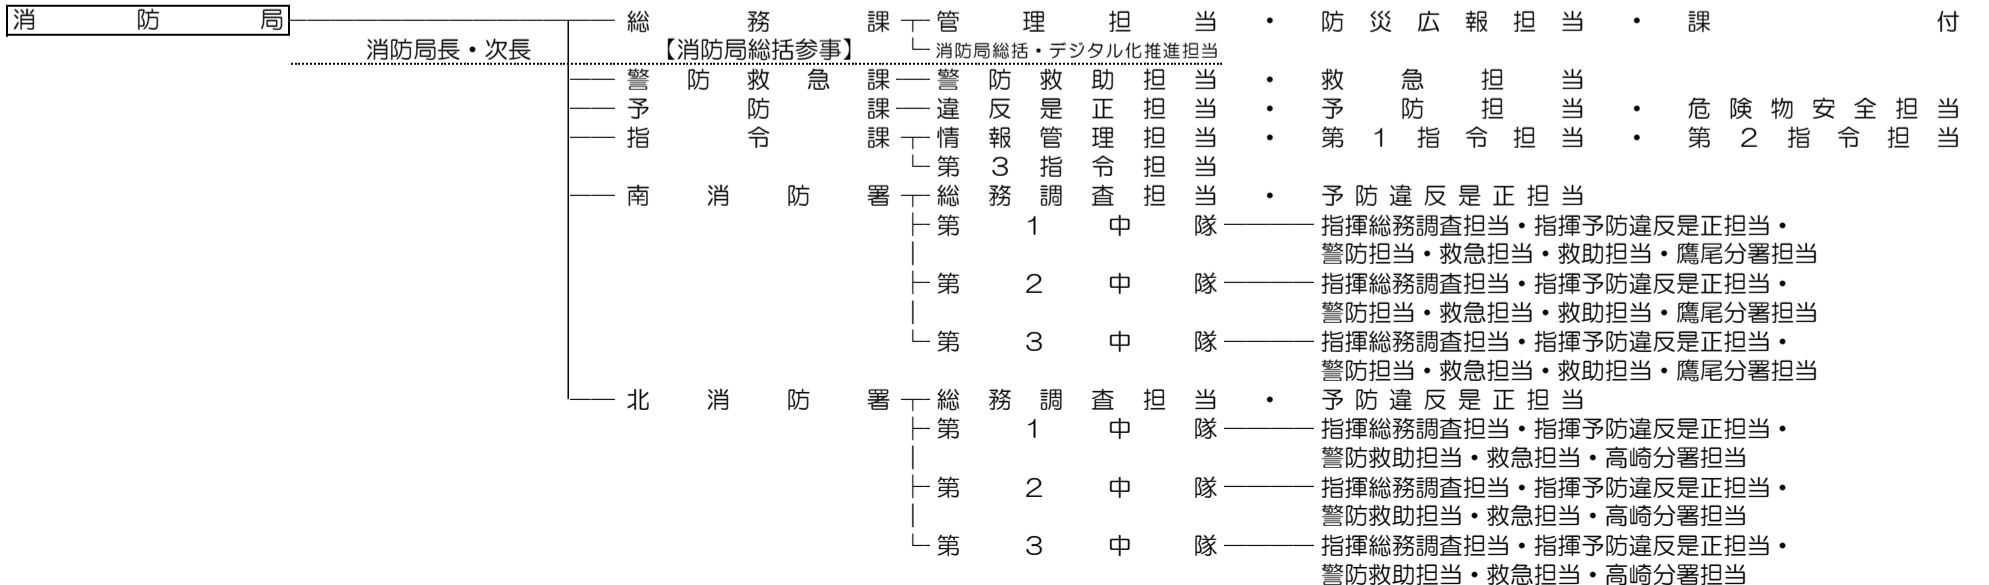 消防局 総務課 管理担当・防災広報担当・課付
消防局長・次長 【消防局総括参事】 消防局総括・デジタル化推進担当
警防救急課 警防救助担当・救急担当
予防課 違反是正担当・予防担当・危険物安全担当
指令課 情報管理担当・第1指令担当・第2指令担当
第3指令担当
南消防署 総務調査担当・予防違反是正担当
第1中隊 指揮総務調査担当・指揮予防違反是正担当・
警防担当・救急担当・救助担当・鷹尾分署担当
第2中隊 指揮総務調査担当・指揮予防違反是正担当・
警防担当・救急担当・救助担当・鷹尾分署担当
第3中隊 指揮総務調査担当・指揮予防違反是正担当・
警防担当・救急担当・救助担当・鷹尾分署担当
北消防署 総務調査担当・予防違反是正担当
第1中隊 指揮総務調査担当・指揮予防違反是正担当・
警防救助担当・救急担当・高崎分署担当
第2中隊 指揮総務調査担当・指揮予防違反是正担当・
警防救助担当・救急担当・高崎分署担当
第3中隊 指揮総務調査担当・指揮予防違反是正担当・
警防救助担当・救急担当・高崎分署担当